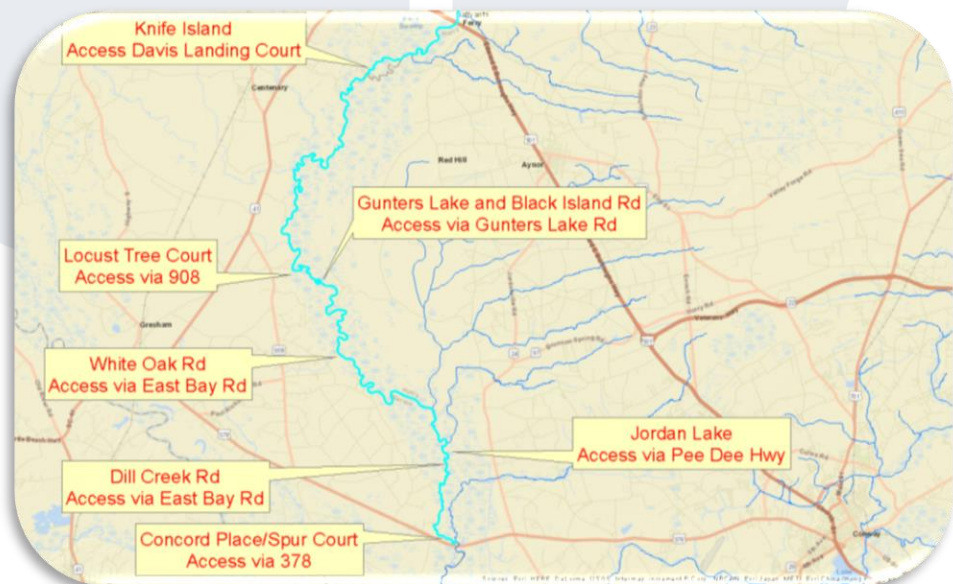 Knife Island
Access Davis Landing Court
Centenary
Red Hill
Aynor
Gunters Lake and Black Island Rd
Access via Gunters Lake Rd
Locust Tree Court
Access via 908
Gresham
White Oak Rd
Access via East Bay Rd
Jordan Lake
Access via Pee Dee Hwy
Dill Creek Rd
Access via East Bay Rd
Concord Place/Spur Court
Access via 378
Conway